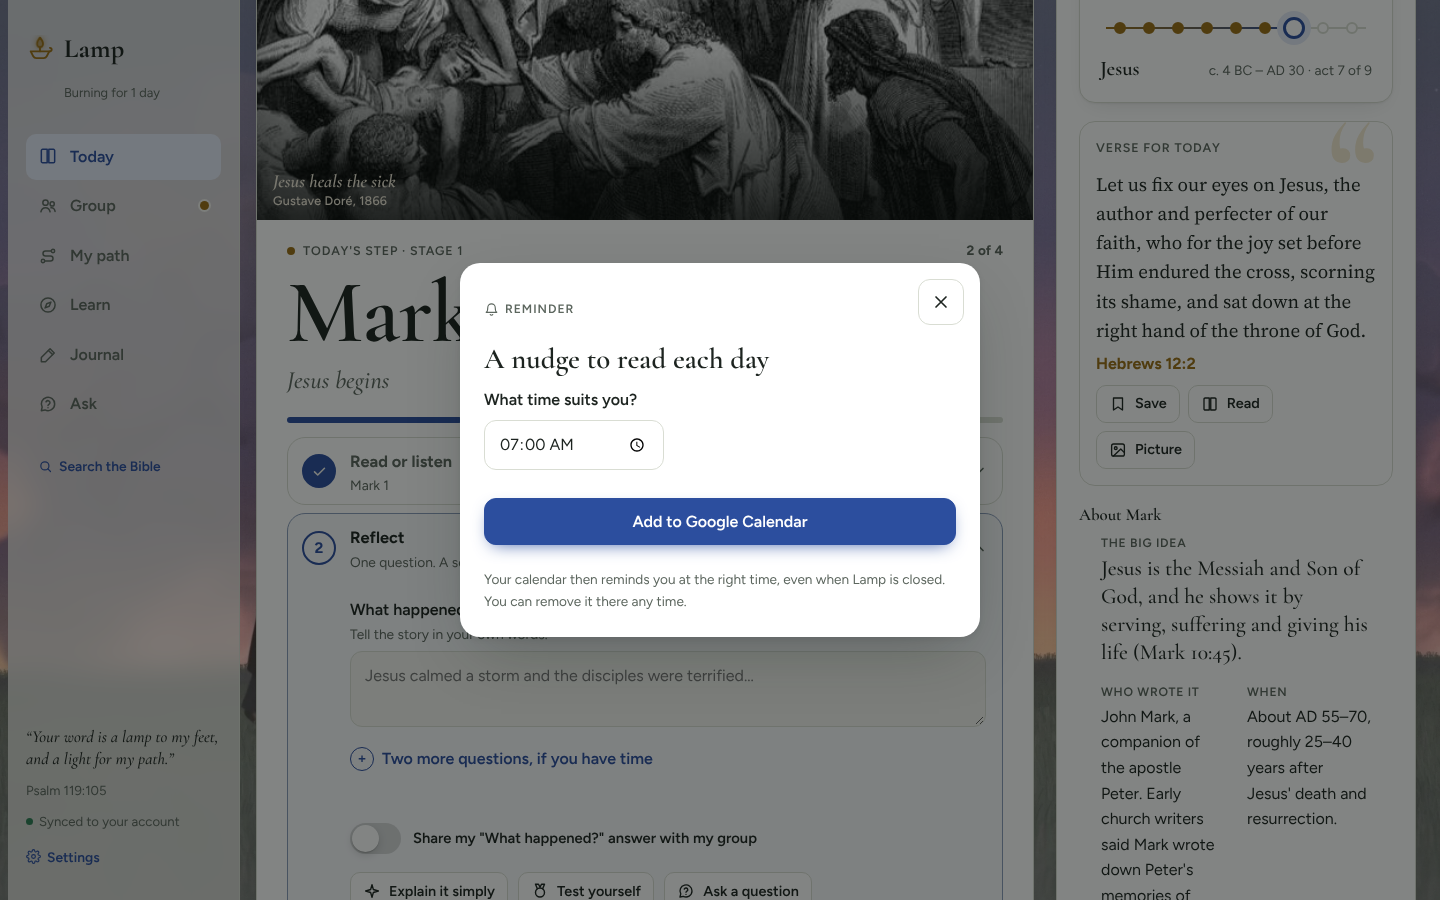 Lamp
Burning for 1 day
Today
Group
My path
Learn
Journal
Ask
Search the Bible
“Your word is a lamp to my feet,
and a light for my path.”
Psalm 119:105
Synced to your account
Settings
Jesus heals the sick
Gustave Doré, 1866
TODAY'S STEP · STAGE 1
2 of 4
Mark
Jesus begins
Read or listen
Mark 1
2
Reflect
One question. A
What happened
Tell the story in your own words.
Jesus calmed a storm and the disciples were terrified…
Two more questions, if you have time
Share my "What happened?" answer with my group
Explain it simply
Test yourself
Ask a question
REMINDER
A nudge to read each day
What time suits you?
07:00 AM
Add to Google Calendar
Your calendar then reminds you at the right time, even when Lamp is closed.
You can remove it there any time.
Jesus
c. 4 BC – AD 30 · act 7 of 9
VERSE FOR TODAY
Let us fix our eyes on Jesus, the
author and perfecter of our
faith, who for the joy set before
Him endured the cross, scorning
its shame, and sat down at the
right hand of the throne of God.
Hebrews 12:2
Save
Read
Picture
About Mark
THE BIG IDEA
Jesus is the Messiah and Son of
God, and he shows it by
serving, suffering and giving his
life (Mark 10:45).
WHO WROTE IT
John Mark, a
companion of
the apostle
Peter. Early
church writers
said Mark wrote
down Peter's
memories of
WHEN
About AD 55–70,
roughly 25–40
years after
Jesus' death and
resurrection.